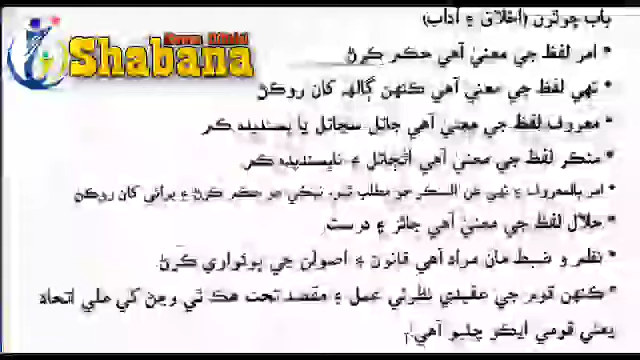 باب چوٿون (اخلاق ۽ آداب)
Shabana
• امر لفظ جي معنيٰ آهي حڪم ڪرڻ
• نهي لفظ جي معنيٰ آهي ڪنهن ڳالهه کان روڪڻ
• معروف لفظ جي معنيٰ آهي ڄاتل سڃاتل يا پسنديده ڪم
• منڪر لفظ جي معنيٰ آهي اڻڄاتل ۽ ناپسنديده ڪم
• امر بالمعروف ۽ نهي عن المنڪر جو مطلب ٿيو. نيڪي جو حڪم ڪرڻ ۽ برائي کان روڪڻ
• حلال لفظ جي معنيٰ آهي جائز ۽ درست
• نظم و ضبط مان مراد آهي قانون ۽ اصولن جي پوئواري ڪرڻ
• ڪنهن قوم جي عقيدي نظرئي عمل ۽ مقصد تحت هڪ ٿي وڃڻ کي ملي اتحاد
يعني قومي ايڪو چئبو آهي